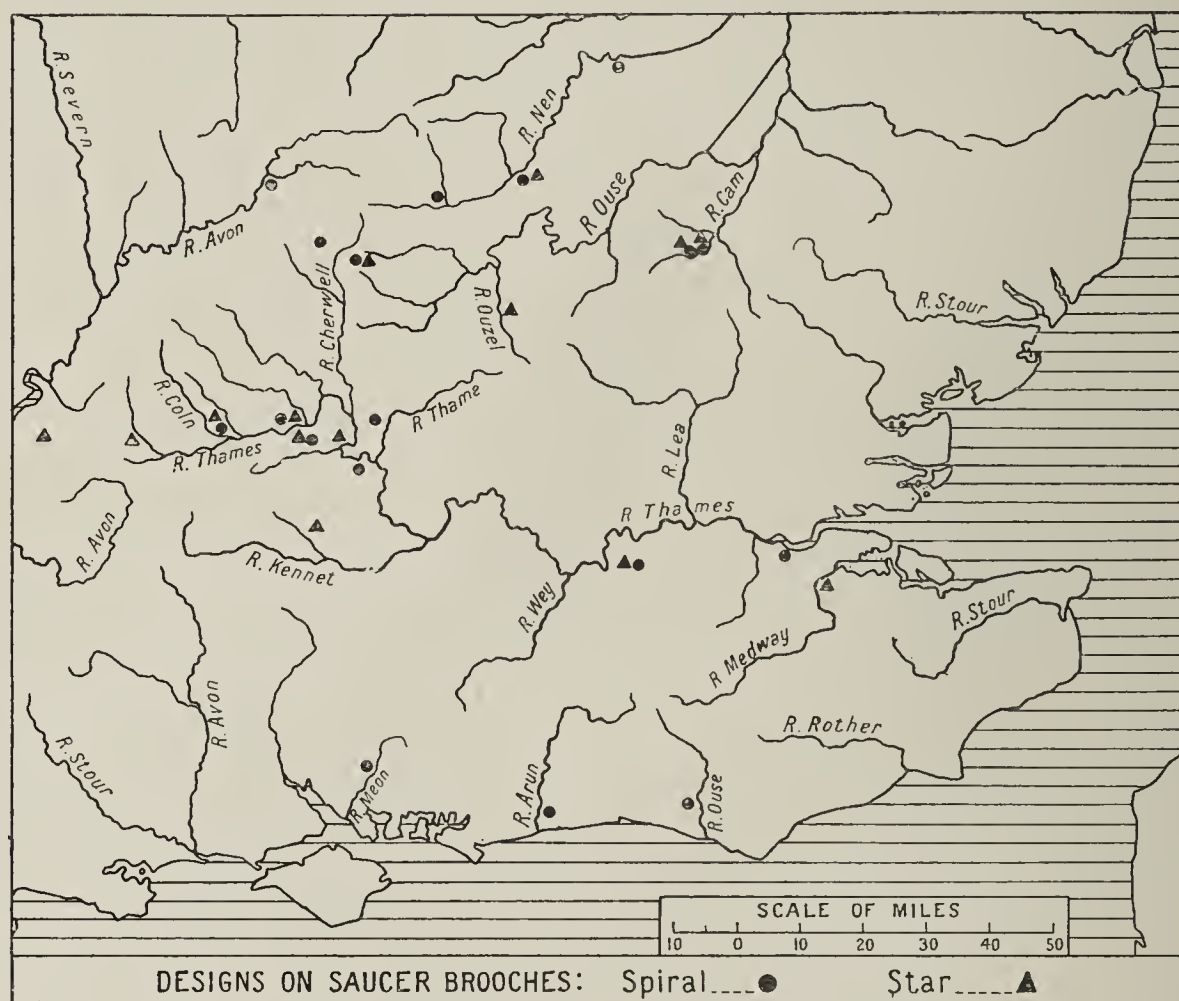 R. Severn
R. Nen
R. Ouse
R. Cam
R. Avon
R. Cherwell
R. Ouzel
R. Stour
R. Coln
R Thame
R. Thames
R. Lea
R. Avon
R Thames
R. Kennet
R. Wey
R. Stour
R Medway
R. Avon
R. Rother
R. Stour
R. Meon
R. Arun
R. Ouse
SCALE OF MILES
10 0 10 20 30 40 50
DESIGNS ON SAUCER BROOCHES: Spiral....● Star.....▲